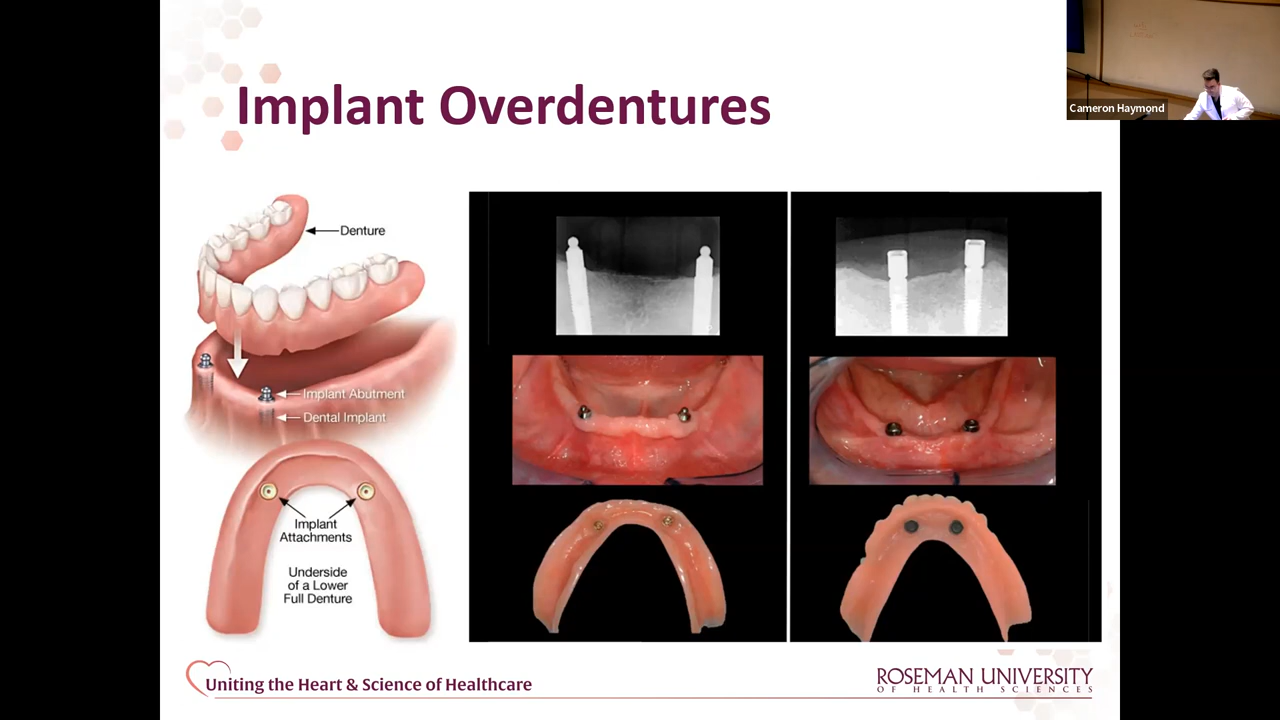 Implant Overdentures
Cameron Haymond
Denture
Implant Abutment
Dental Implant
Implant
Attachments
Underside
of a Lower
Full Denture
Uniting the Heart & Science of Healthcare
ROSEMAN UNIVERSITY
OF HEALTH SCIENCES